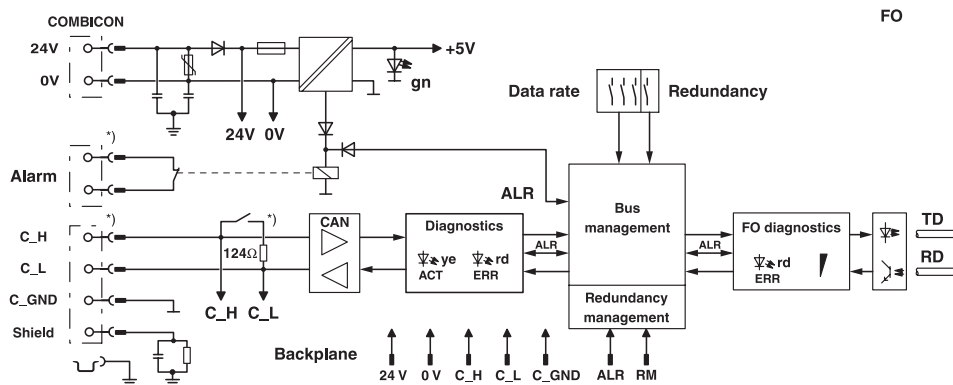 FO
COMBICON
24V
0V
+5V
gn
24V 0V
Data rate
Redundancy
*)
Alarm
ALR
*)
C_H
C_L
C_GND
Shield
*)
124Ω
C_H C_L
CAN
Diagnostics
ye
ACT
rd
ERR
ALR
Bus
management
Redundancy
management
ALR
FO diagnostics
rd
ERR
TD
RD
Backplane
24 V 0 V C_H C_L C_GND ALR RM